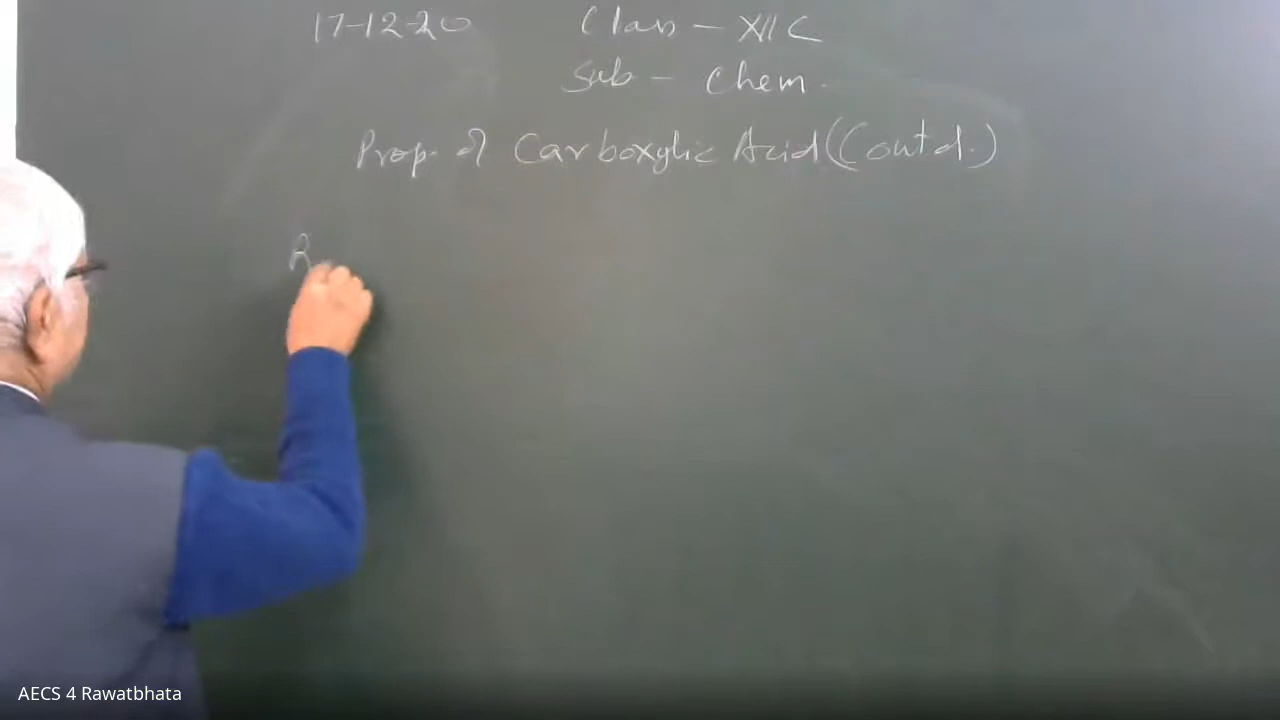 17-12-20 Class - XII C
Sub - Chem.
Prop. of Carboxylic Acid (Contd.)
R
AECS 4 Rawatbhata